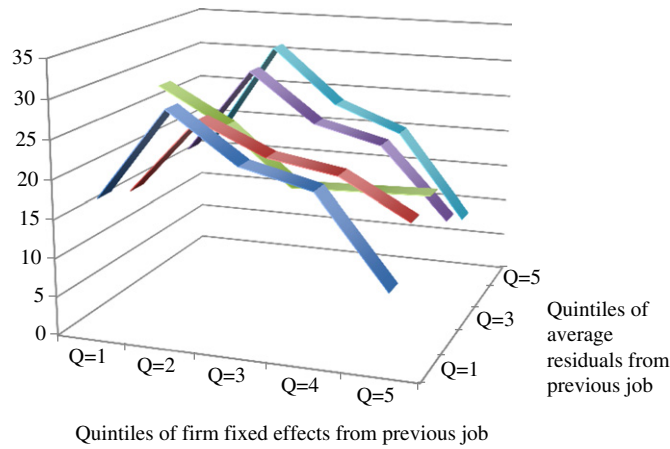 35
30
25
20
15
10
5
0
Q=1
Q=2
Q=3
Q=4
Q=5
Q=1
Q=3
Q=5
Quintiles of
average
residuals from
previous job
Quintiles of firm fixed effects from previous job